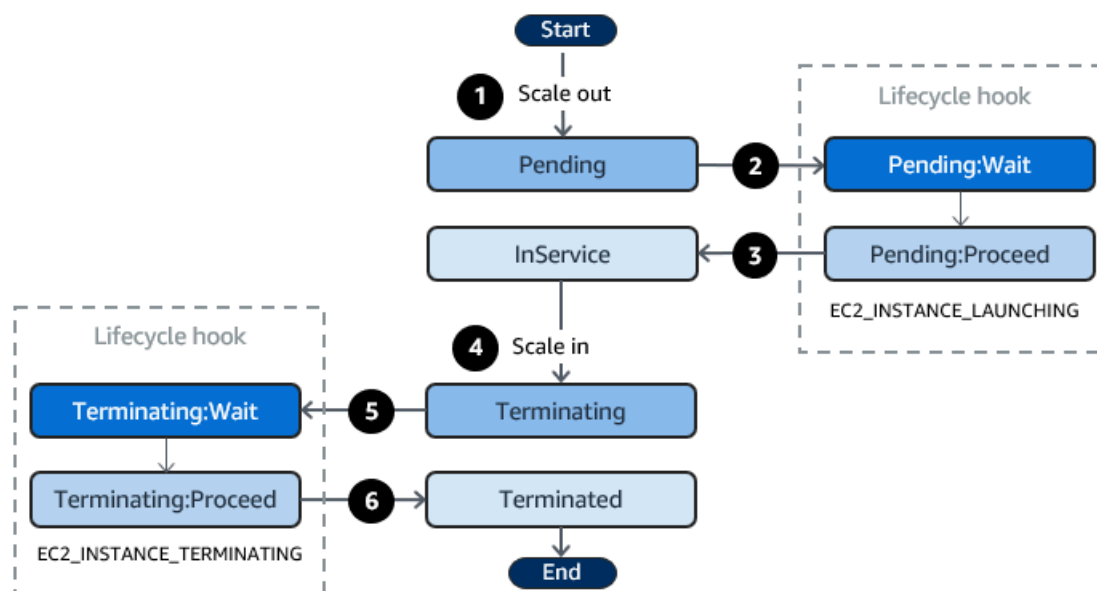 Start
1 Scale out
Lifecycle hook
Pending
2
Pending:Wait
InService
3
Pending:Proceed
EC2_INSTANCE_LAUNCHING
4 Scale in
Lifecycle hook
Terminating:Wait
5
Terminating
Terminating:Proceed
6
Terminated
EC2_INSTANCE_TERMINATING
End